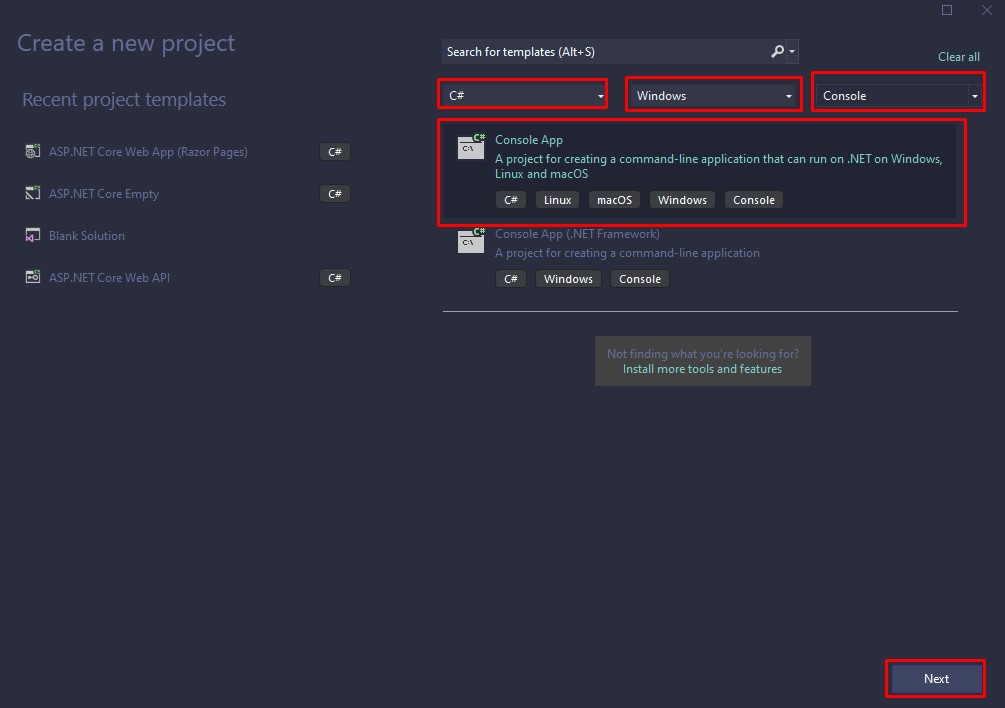 Create a new project
Recent project templates
ASP.NET Core Web App (Razor Pages)
C#
ASP.NET Core Empty
C#
Blank Solution
ASP.NET Core Web API
C#
Search for templates (Alt+S)
Clear all
C#
Windows
Console
C#
C:\
Console App
A project for creating a command-line application that can run on .NET on Windows,
Linux and macOS
C# Linux macOS Windows Console
C#
C:\
Console App (.NET Framework)
A project for creating a command-line application
C# Windows Console
Not finding what you're looking for?
Install more tools and features
Next